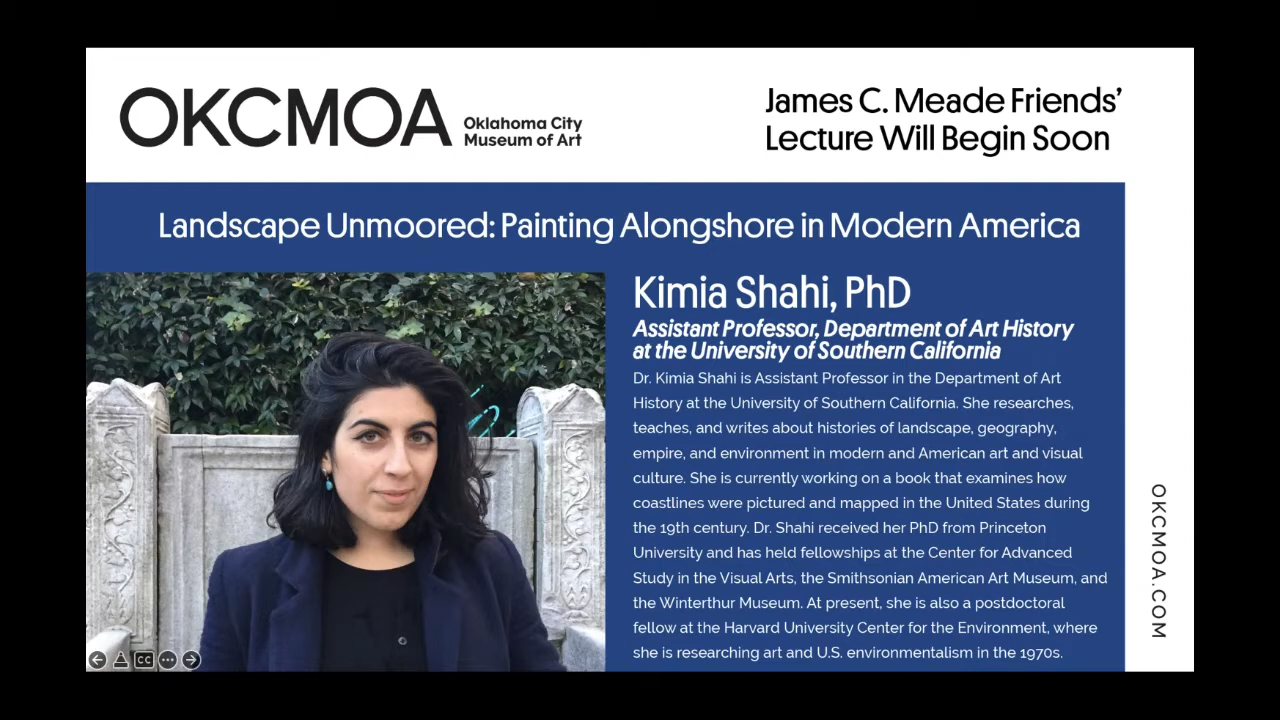 OKCMOA
Oklahoma City
Museum of Art
James C. Meade Friends’
Lecture Will Begin Soon
Landscape Unmoored: Painting Alongshore in Modern America
Kimia Shahi, PhD
Assistant Professor, Department of Art History
at the University of Southern California
Dr. Kimia Shahi is Assistant Professor in the Department of Art
History at the University of Southern California. She researches,
teaches, and writes about histories of landscape, geography,
empire, and environment in modern and American art and visual
culture. She is currently working on a book that examines how
coastlines were pictured and mapped in the United States during
the 19th century. Dr. Shahi received her PhD from Princeton
University and has held fellowships at the Center for Advanced
Study in the Visual Arts, the Smithsonian American Art Museum, and
the Winterthur Museum. At present, she is also a postdoctoral
fellow at the Harvard University Center for the Environment, where
she is researching art and U.S. environmentalism in the 1970s.
OKCMOA.COM
CC